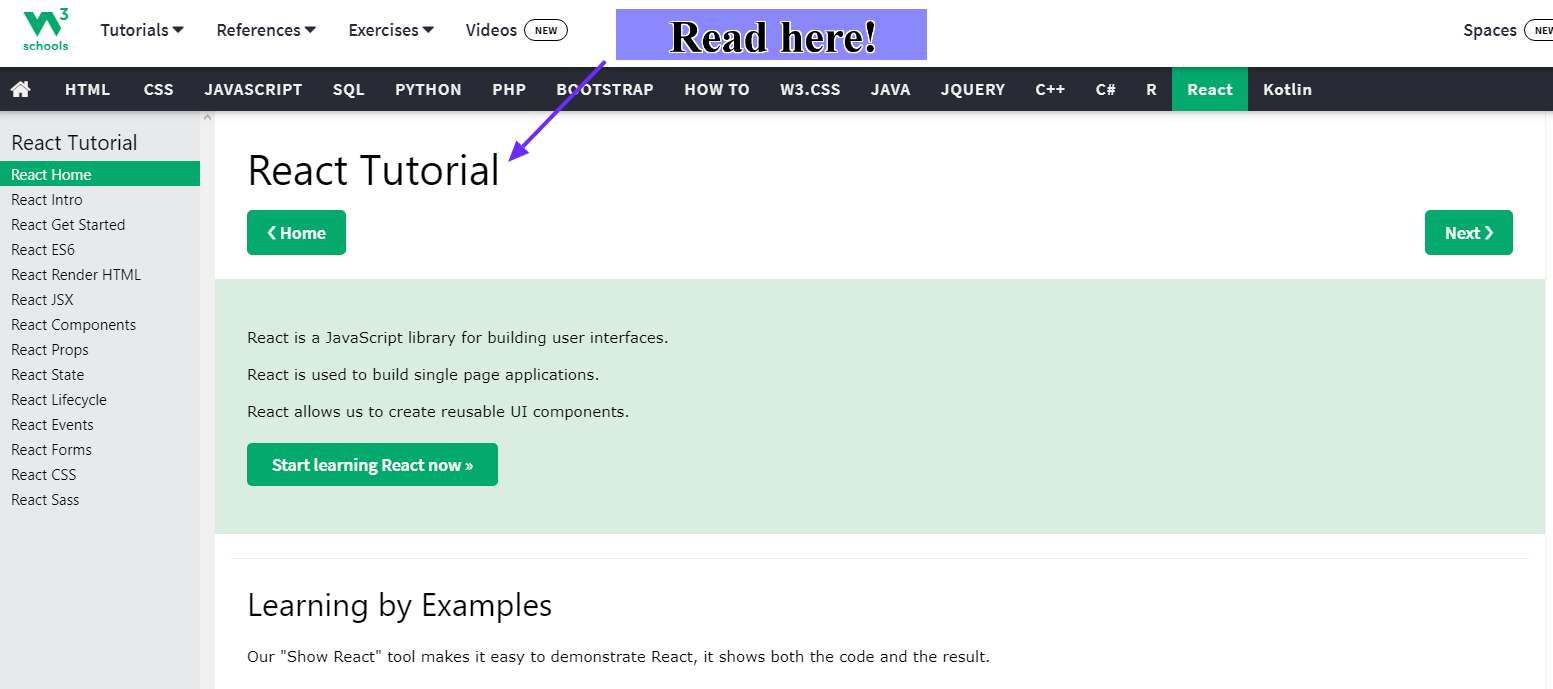 W3 schools
Tutorials References Exercises Videos NEW Read here! Spaces
HTML CSS JAVASCRIPT SQL PYTHON PHP BOOTSTRAP HOW TO W3.CSS JAVA JQUERY C++ C# R React Kotlin
React Tutorial
React Home
React Intro
React Get Started
React ES6
React Render HTML
React JSX
React Components
React Props
React State
React Lifecycle
React Events
React Forms
React CSS
React Sass
React Tutorial
❮ Home Next ❯
React is a JavaScript library for building user interfaces.
React is used to build single page applications.
React allows us to create reusable UI components.
Start learning React now »
Learning by Examples
Our "Show React" tool makes it easy to demonstrate React, it shows both the code and the result.